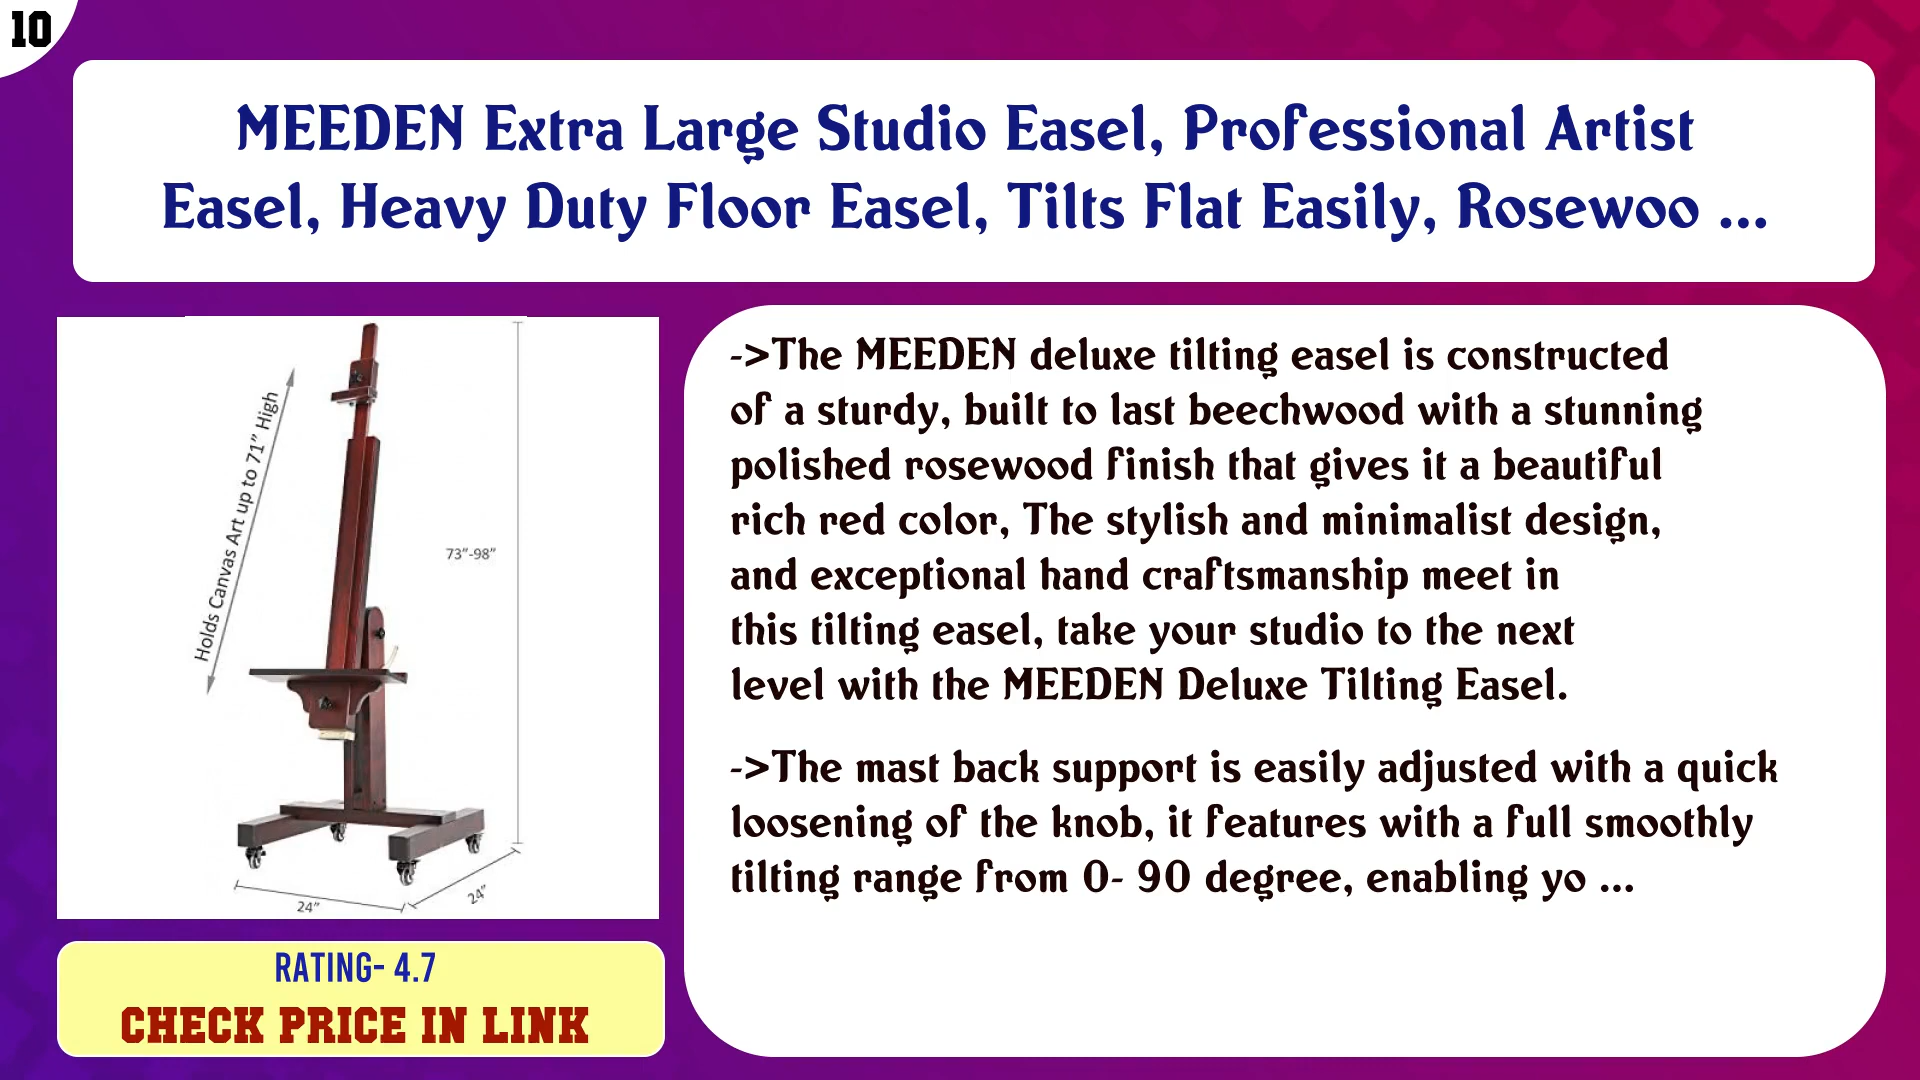 10
MEEDEN Extra Large Studio Easel, Professional Artist
Easel, Heavy Duty Floor Easel, Tilts Flat Easily, Rosewoo ...
Holds Canvas Art up to 71” High
73”-98”
24”
24”
->The MEEDEN deluxe tilting easel is constructed
of a sturdy, built to last beechwood with a stunning
polished rosewood finish that gives it a beautiful
rich red color, The stylish and minimalist design,
and exceptional hand craftsmanship meet in
this tilting easel, take your studio to the next
level with the MEEDEN Deluxe Tilting Easel.
->The mast back support is easily adjusted with a quick
loosening of the knob, it features with a full smoothly
tilting range from 0- 90 degree, enabling yo ...
RATING- 4.7
CHECK PRICE IN LINK